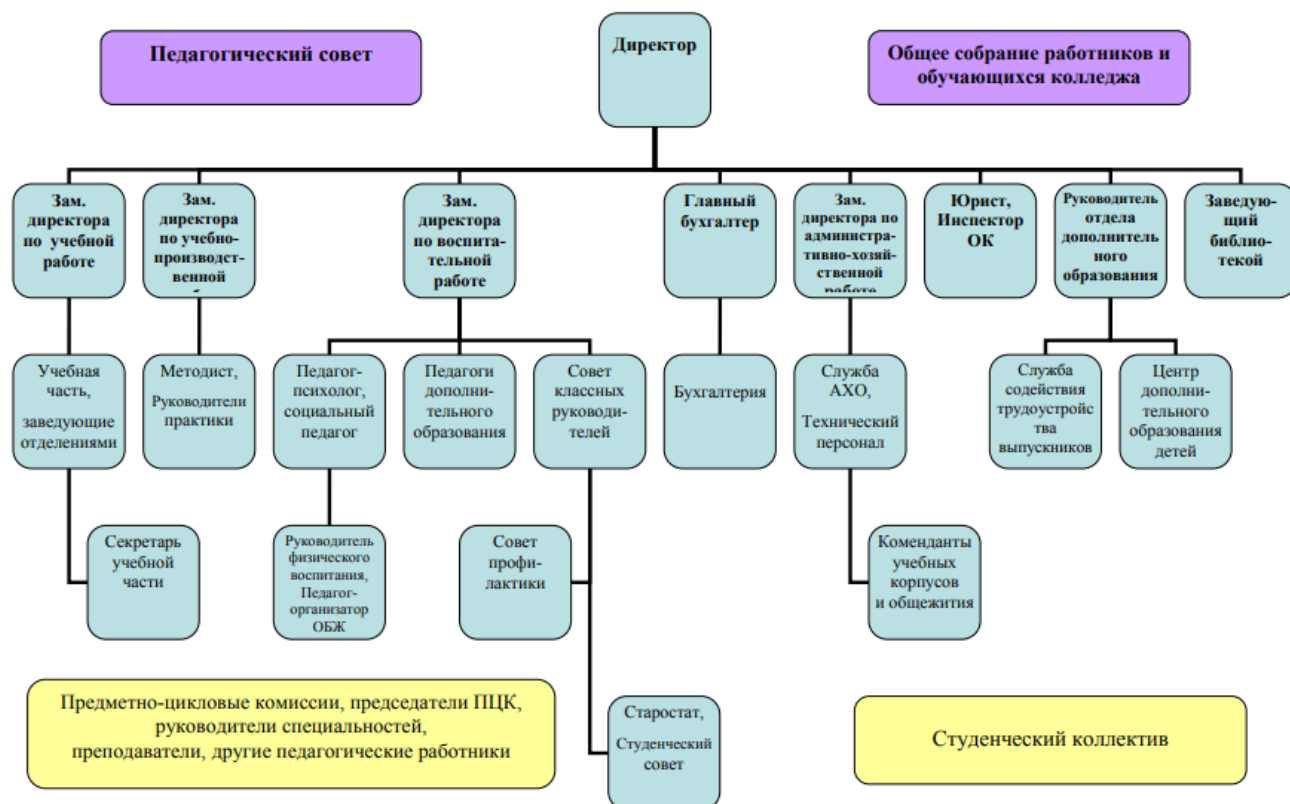 Педагогический совет
Директор
Общее собрание работников и
обучающихся колледжа
Зам.
директора
по учебной
работе
Зам.
директора
по учебно-
производст-
венной
Зам.
директора
по воспита-
тельной
работе
Главный
бухгалтер
Зам.
директора по
администра-
тивно-хозяй-
ственной
работе
Юрист,
Инспектор
ОК
Руководитель
отдела
дополнитель
ного
образования
Заведую-
щий
библио-
текой
Учебная
часть,
заведующие
отделениями
Методист,
Руководители
практики
Педагог-
психолог,
социальный
педагог
Педагоги
дополни-
тельного
образования
Совет
классных
руководи-
телей
Бухгалтерия
Служба
АХО,
Технический
персонал
Служба
содействия
трудоустройс
тва
выпускников
Центр
дополни-
тельного
образования
детей
Секретарь
учебной
части
Руководитель
физического
воспитания,
Педагог-
организатор
ОБЖ
Совет
профи-
лактики
Коменданты
учебных
корпусов
и общежития
Предметно-цикловые комиссии, председатели ПЦК,
руководители специальностей,
преподаватели, другие педагогические работники
Старостат,
Студенческий
совет
Студенческий коллектив